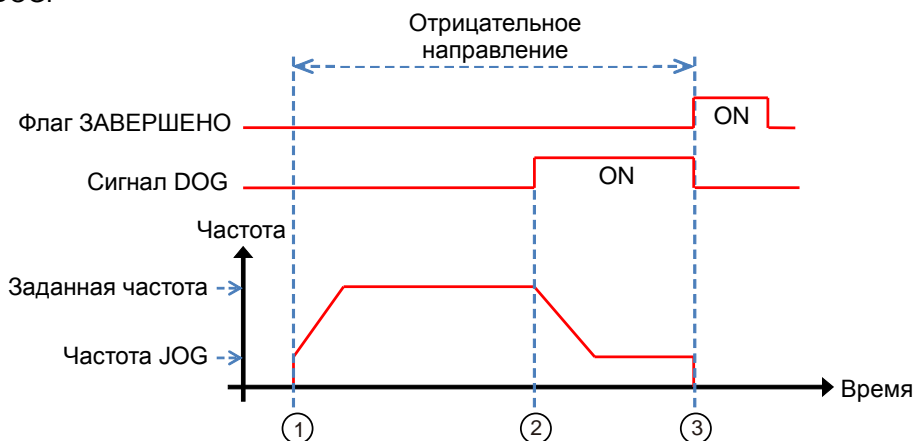 Отрицательное
направление
Флаг ЗАВЕРШЕНО
ON
Сигнал DOG
ON
Частота
Заданная частота
Частота JOG
Время
1
2
3